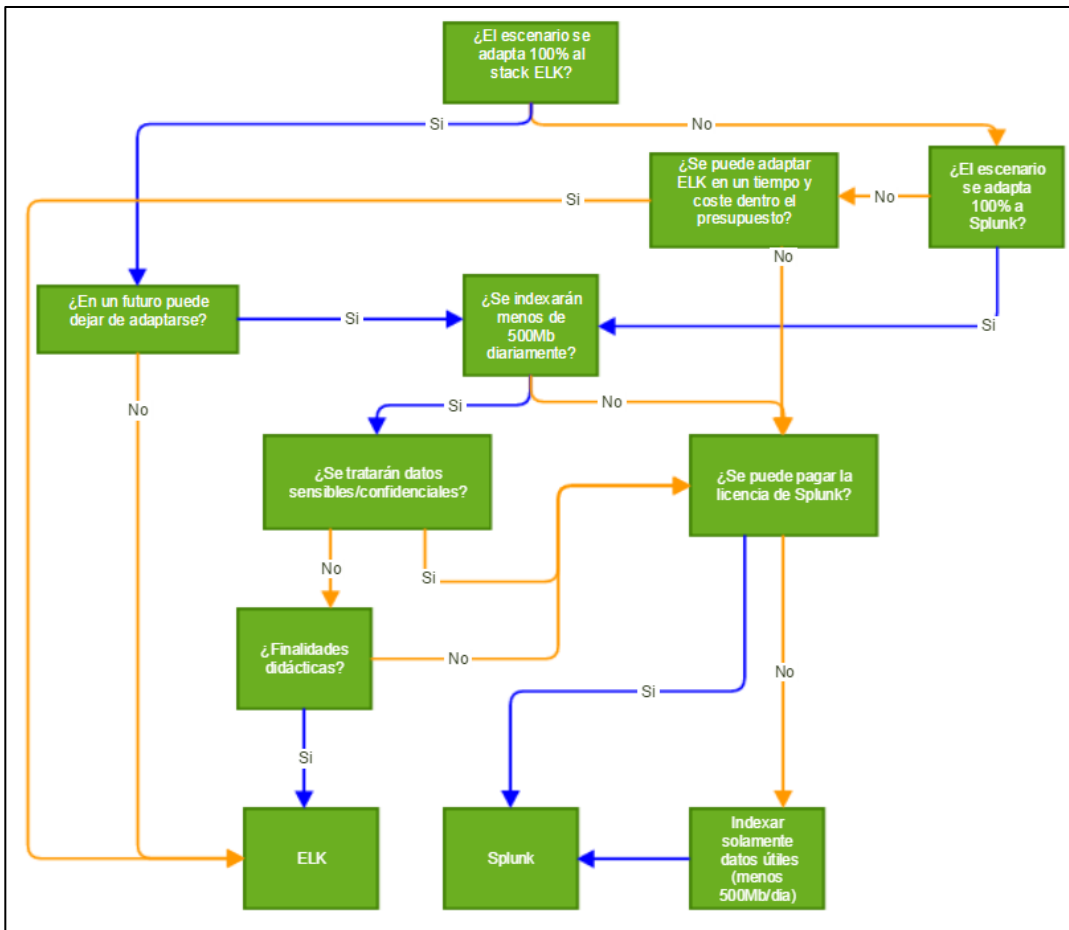 ¿El escenario se
adapta 100% al
stack ELK?
Si
No
¿Se puede adaptar
ELK en un tiempo y
coste dentro el
presupuesto?
¿El escenario
se adapta
100% a
Splunk?
Si
No
No
¿En un futuro puede
dejar de adaptarse?
¿Se indexarán
menos de
500Mb
diariamente?
Si
Si
No
Si
No
¿Se tratarán datos
sensibles/confidenciales?
¿Se puede pagar la
licencia de Splunk?
No
Si
¿Finalidades
didácticas?
No
No
Si
Si
ELK
Splunk
Indexar
solamente
datos útiles
(menos
500Mb/dia)